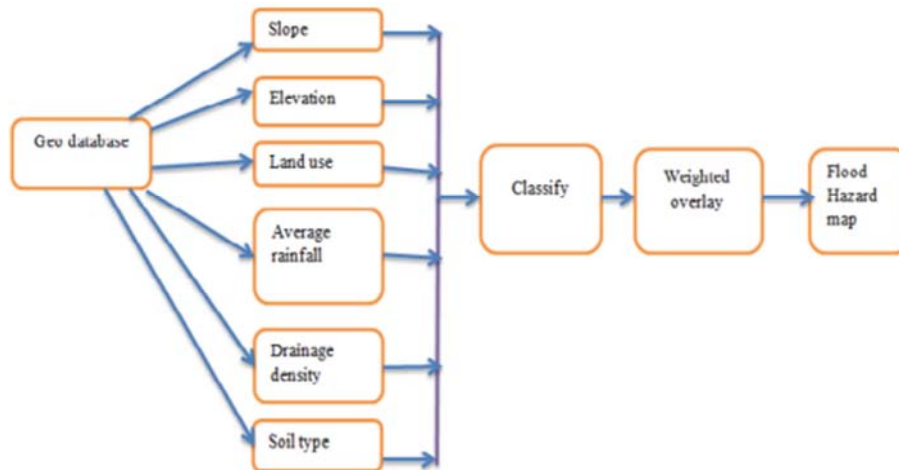 Slope
Elevation
Geo database
Land use
Average
rainfall
Drainage
density
Soil type
Classify
Weighted
overlay
Flood
Hazard
map